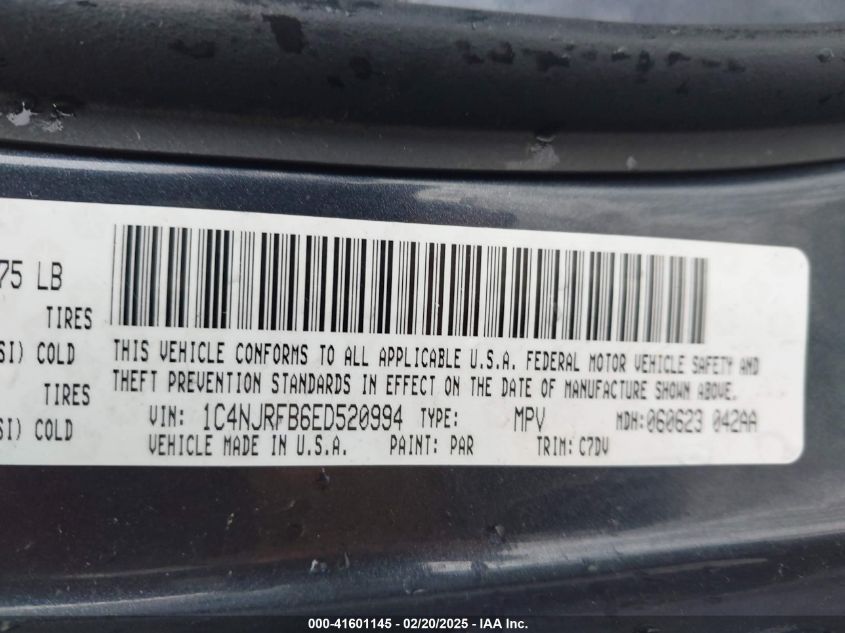 75 LB
TIRES
SI) COLD
TIRES
SI) COLD
THIS VEHICLE CONFORMS TO ALL APPLICABLE U.S.A. FEDERAL MOTOR VEHICLE SAFETY AND
THEFT PREVENTION STANDARDS IN EFFECT ON THE DATE OF MANUFACTURE SHOWN ABOVE.
VIN: 1C4NJRFB6ED520994 TYPE: MPV MDH:060623 042AA
VEHICLE MADE IN U.S.A. PAINT: PAR TRIM: C7DV
000-41601145 - 02/20/2025 - IAA Inc.